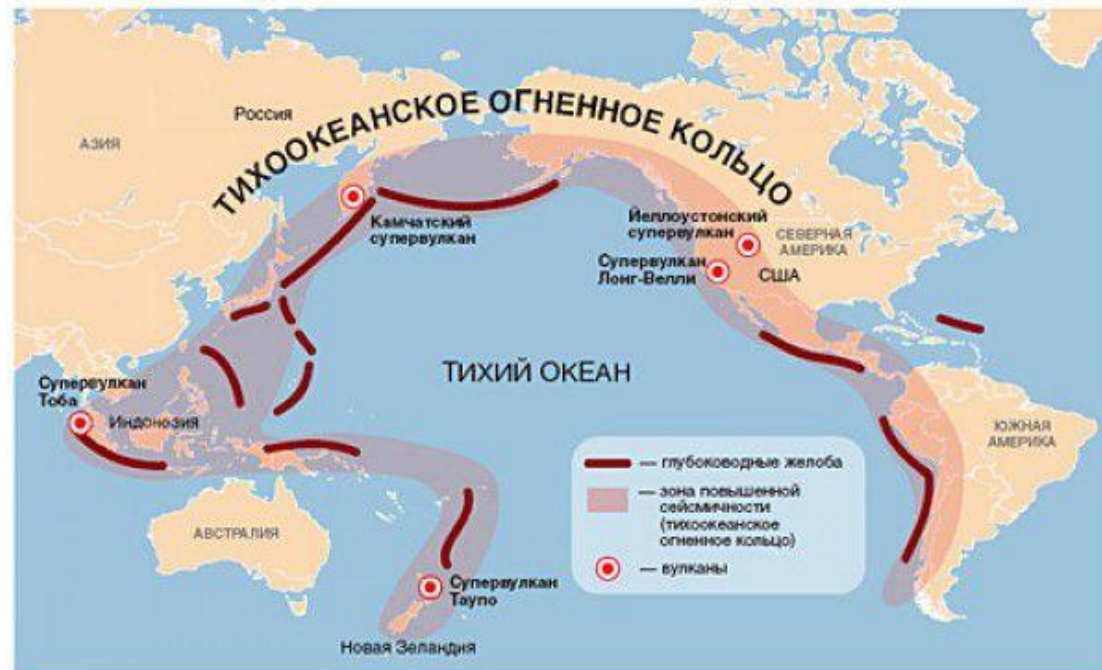 ТИХООКЕАНСКОЕ ОГНЕННОЕ КОЛЬЦО
Россия
АЗИЯ
Камчатский
супервулкан
Йеллоустонский
супервулкан
СЕВЕРНАЯ
АМЕРИКА
Супервулкан
Лонг-Велли
США
ТИХИЙ ОКЕАН
Супервулкан
Тоба
Индонозия
ЮЖНАЯ
АМЕРИКА
АВСТРАЛИЯ
— глубоководные желоба
— зона повышенной
сейсмичности
(тихоокеанское
огненное кольцо)
— вулканы
Супервулкан
Таупо
Новая Зеландия